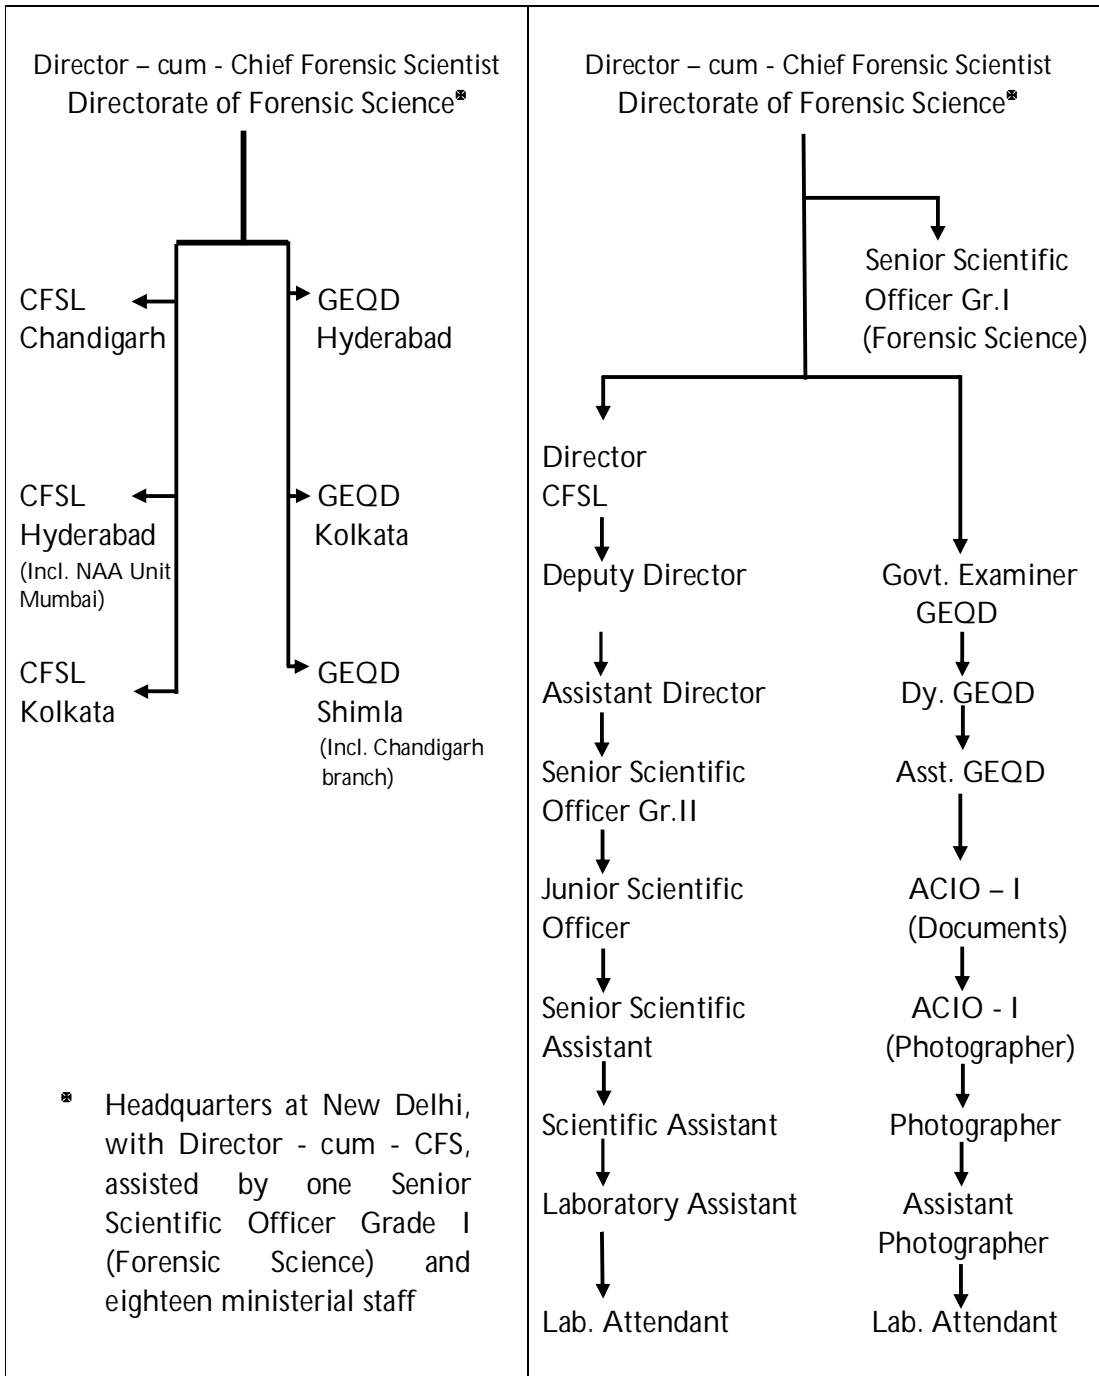 Director – cum - Chief Forensic Scientist
Directorate of Forensic Science
CFSL
Chandigarh
GEQD
Hyderabad
CFSL
Hyderabad
(Incl. NAA Unit
Mumbai)
GEQD
Kolkata
CFSL
Kolkata
GEQD
Shimla
(Incl. Chandigarh
branch)
Headquarters at New Delhi,
with Director - cum - CFS,
assisted by one Senior
Scientific Officer Grade I
(Forensic Science) and
eighteen ministerial staff
Director – cum - Chief Forensic Scientist
Directorate of Forensic Science
Senior Scientific
Officer Gr.I
(Forensic Science)
Director
CFSL
Deputy Director
Assistant Director
Senior Scientific
Officer Gr.II
Junior Scientific
Officer
Senior Scientific
Assistant
Scientific Assistant
Laboratory Assistant
Lab. Attendant
Govt. Examiner
GEQD
Dy. GEQD
Asst. GEQD
ACIO – I
(Documents)
ACIO - I
(Photographer)
Photographer
Assistant
Photographer
Lab. Attendant